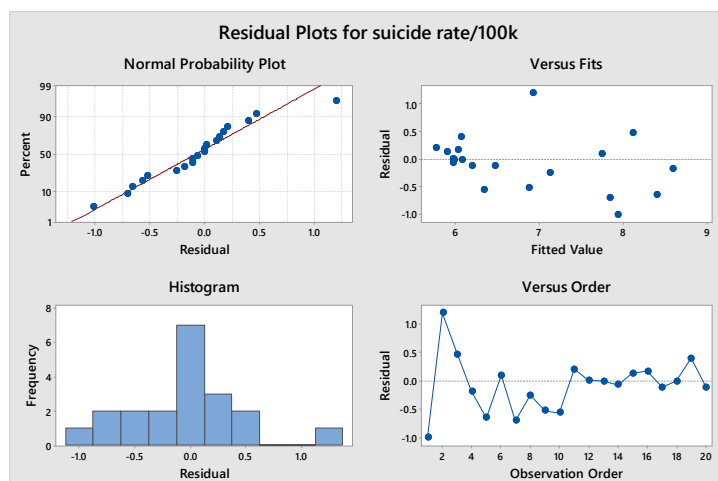 Residual Plots for suicide rate/100k
Normal Probability Plot
Versus Fits
99
90
50
10
1
Percent
-1.0 -0.5 0.0 0.5 1.0
Residual
1.0
0.5
0.0
-0.5
-1.0
Residual
6 7 8 9
Fitted Value
Histogram
Versus Order
8
6
4
2
0
Frequency
-1.0 -0.5 0.0 0.5 1.0
Residual
1.0
0.5
0.0
-0.5
-1.0
Residual
2 4 6 8 10 12 14 16 18 20
Observation Order